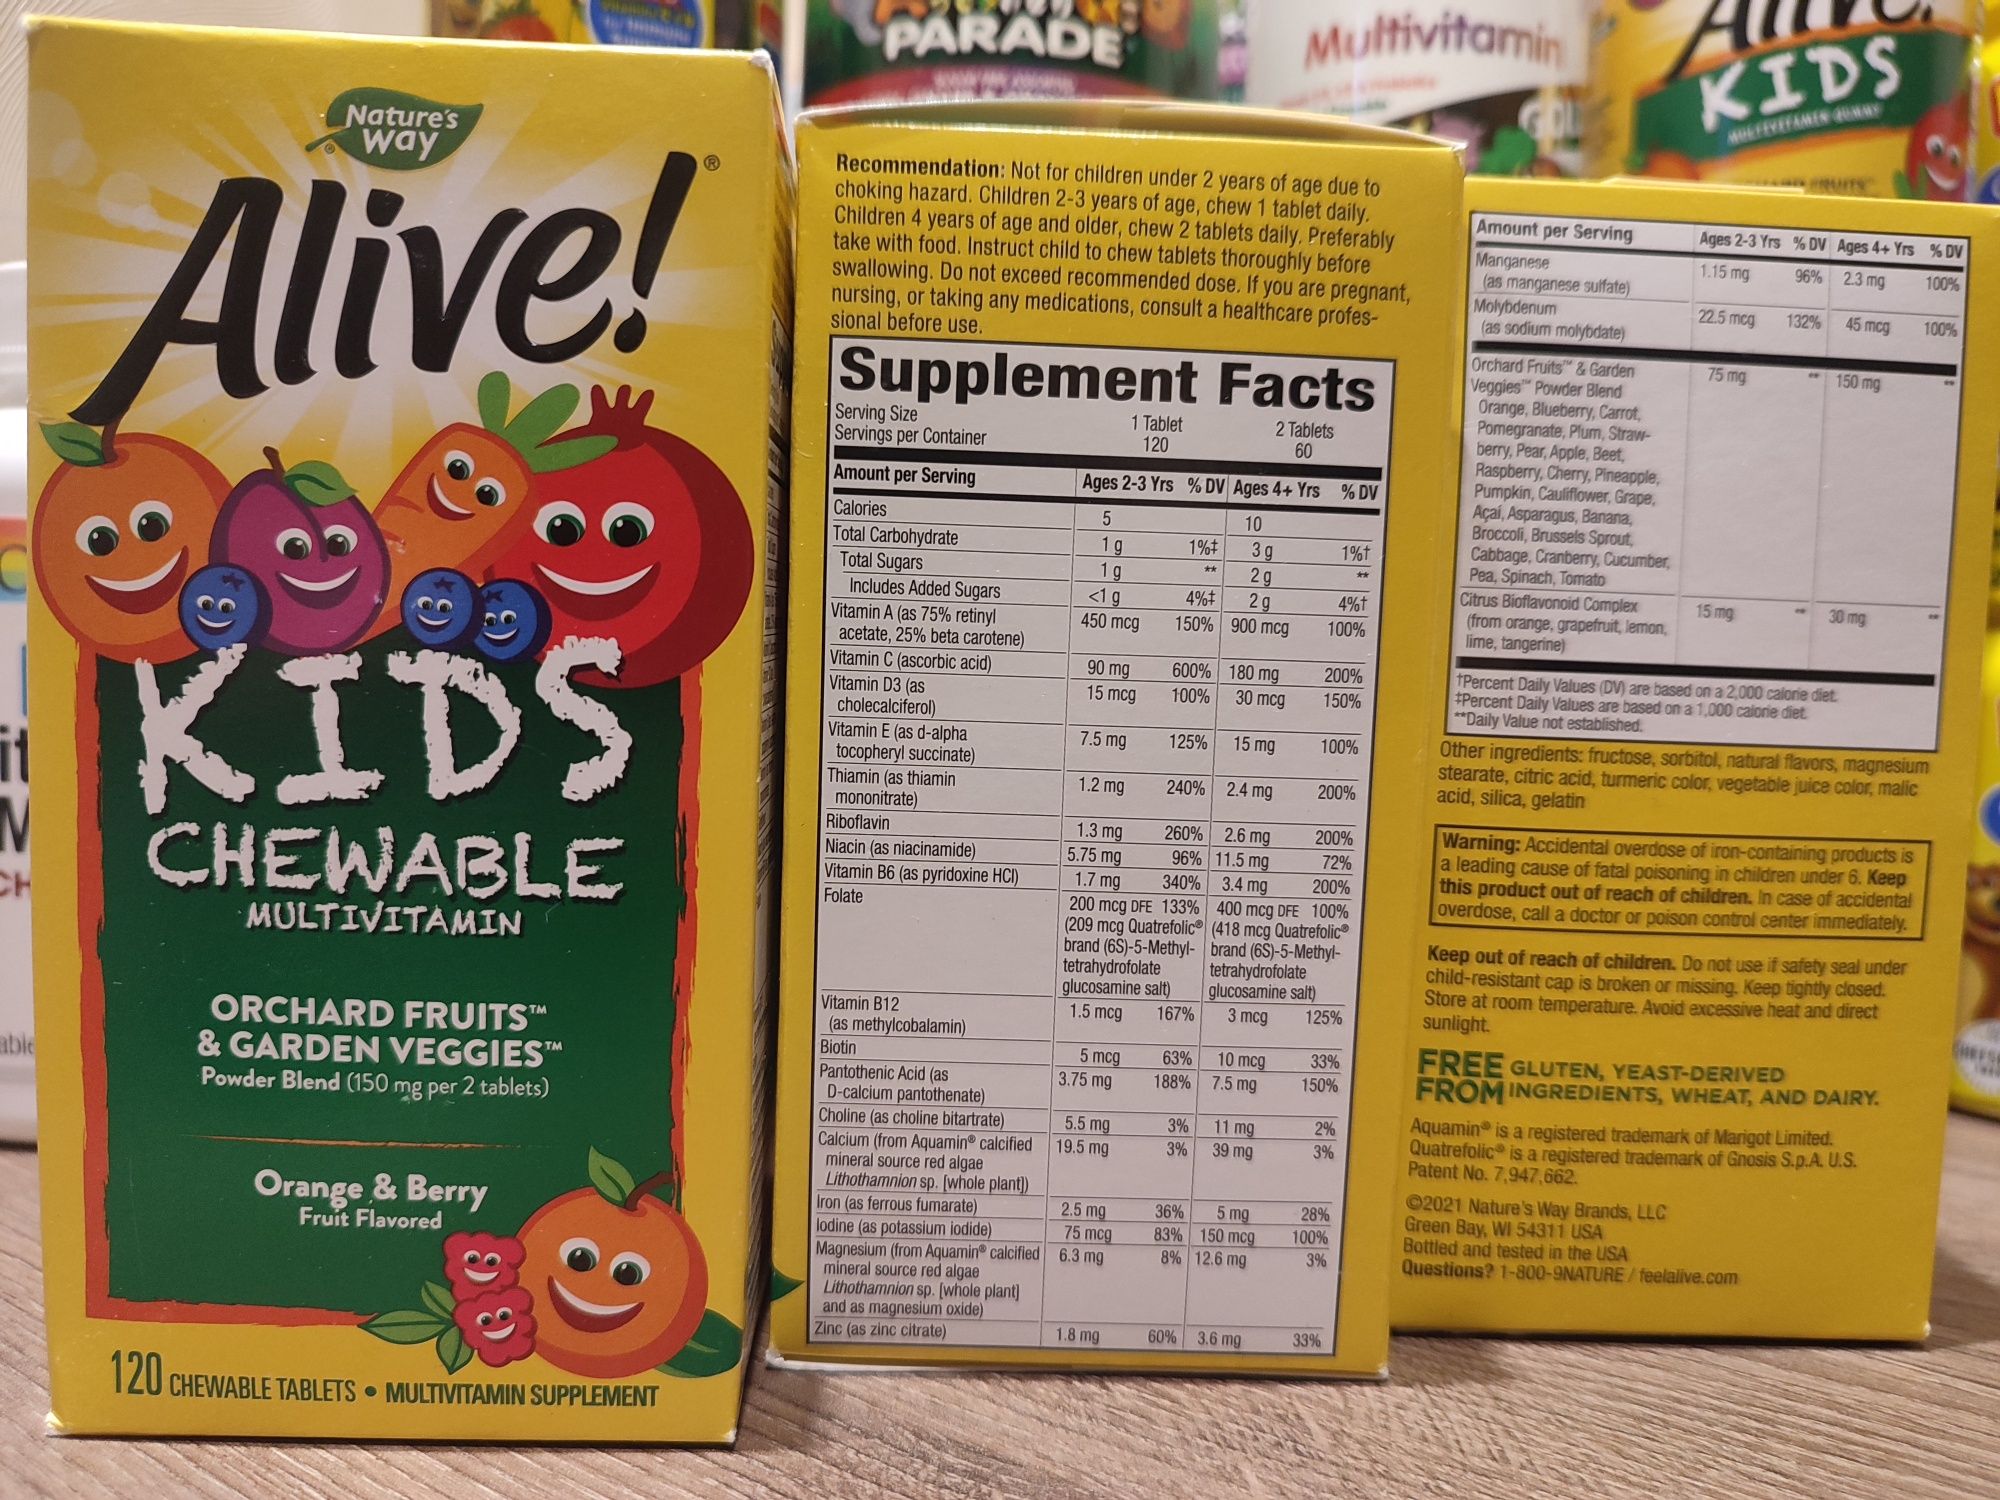 Nature's
Way
Alive!®
KIDS
CHEWABLE
MULTIVITAMIN
ORCHARD FRUITS™
& GARDEN VEGGIES™
Powder Blend (150 mg per 2 tablets)
Orange & Berry
Fruit Flavored
120 CHEWABLE TABLETS • MULTIVITAMIN SUPPLEMENT
PARADE
Multivitamin
GOL
Alive!
KIDS
Recommendation: Not for children under 2 years of age due to
choking hazard. Children 2-3 years of age, chew 1 tablet daily.
Children 4 years of age and older, chew 2 tablets daily. Preferably
take with food. Instruct child to chew tablets thoroughly before
swallowing. Do not exceed recommended dose. If you are pregnant,
nursing, or taking any medications, consult a healthcare profes-
sional before use.
Supplement Facts
Serving Size 1 Tablet 2 Tablets
Servings per Container 120 60
Amount per Serving Ages 2-3 Yrs % DV Ages 4+ Yrs % DV
Calories 5 10
Total Carbohydrate 1 g 1%‡ 3 g 1%†
Total Sugars 1 g ** 2 g **
Includes Added Sugars <1 g 4%‡ 2 g 4%†
Vitamin A (as 75% retinyl 450 mcg 150% 900 mcg 100%
acetate, 25% beta carotene)
Vitamin C (ascorbic acid) 90 mg 600% 180 mg 200%
Vitamin D3 (as 15 mcg 100% 30 mcg 150%
cholecalciferol)
Vitamin E (as d-alpha 7.5 mg 125% 15 mg 100%
tocopheryl succinate)
Thiamin (as thiamin 1.2 mg 240% 2.4 mg 200%
mononitrate)
Riboflavin 1.3 mg 260% 2.6 mg 200%
Niacin (as niacinamide) 5.75 mg 96% 11.5 mg 72%
Vitamin B6 (as pyridoxine HCl) 1.7 mg 340% 3.4 mg 200%
Folate 200 mcg DFE 133% 400 mcg DFE 100%
(209 mcg Quatrefolic® (418 mcg Quatrefolic®
brand (6S)-5-Methyl- brand (6S)-5-Methyl-
tetrahydrofolate tetrahydrofolate
glucosamine salt) glucosamine salt)
Vitamin B12 1.5 mcg 167% 3 mcg 125%
(as methylcobalamin)
Biotin 5 mcg 63% 10 mcg 33%
Pantothenic Acid (as 3.75 mg 188% 7.5 mg 150%
D-calcium pantothenate)
Choline (as choline bitartrate) 5.5 mg 3% 11 mg 2%
Calcium (from Aquamin® calcified 19.5 mg 3% 39 mg 3%
mineral source red algae
Lithothamnion sp. [whole plant])
Iron (as ferrous fumarate) 2.5 mg 36% 5 mg 28%
Iodine (as potassium iodide) 75 mcg 83% 150 mcg 100%
Magnesium (from Aquamin® calcified 6.3 mg 8% 12.6 mg 3%
mineral source red algae
Lithothamnion sp. [whole plant]
and as magnesium oxide)
Zinc (as zinc citrate) 1.8 mg 60% 3.6 mg 33%
Amount per Serving Ages 2-3 Yrs % DV Ages 4+ Yrs % DV
Manganese 1.15 mg 96% 2.3 mg 100%
(as manganese sulfate)
Molybdenum 22.5 mcg 132% 45 mcg 100%
(as sodium molybdate)
Orchard Fruits™ & Garden 75 mg ** 150 mg **
Veggies™ Powder Blend
Orange, Blueberry, Carrot,
Pomegranate, Plum, Straw-
berry, Pear, Apple, Beet,
Raspberry, Cherry, Pineapple,
Pumpkin, Cauliflower, Grape,
Açaí, Asparagus, Banana,
Broccoli, Brussels Sprout,
Cabbage, Cranberry, Cucumber,
Pea, Spinach, Tomato
Citrus Bioflavonoid Complex 15 mg ** 30 mg **
(from orange, grapefruit, lemon,
lime, tangerine)
†Percent Daily Values (DV) are based on a 2,000 calorie diet.
‡Percent Daily Values are based on a 1,000 calorie diet.
**Daily Value not established.
Other ingredients: fructose, sorbitol, natural flavors, magnesium
stearate, citric acid, turmeric color, vegetable juice color, malic
acid, silica, gelatin
Warning: Accidental overdose of iron-containing products is
a leading cause of fatal poisoning in children under 6. Keep
this product out of reach of children. In case of accidental
overdose, call a doctor or poison control center immediately.
Keep out of reach of children. Do not use if safety seal under
child-resistant cap is broken or missing. Keep tightly closed.
Store at room temperature. Avoid excessive heat and direct
sunlight.
FREE GLUTEN, YEAST-DERIVED
FROM INGREDIENTS, WHEAT, AND DAIRY.
Aquamin® is a registered trademark of Marigot Limited.
Quatrefolic® is a registered trademark of Gnosis S.p.A. U.S.
Patent No. 7,947,662.
©2021 Nature's Way Brands, LLC
Green Bay, WI 54311 USA
Bottled and tested in the USA
Questions? 1-800-9NATURE / feelalive.com